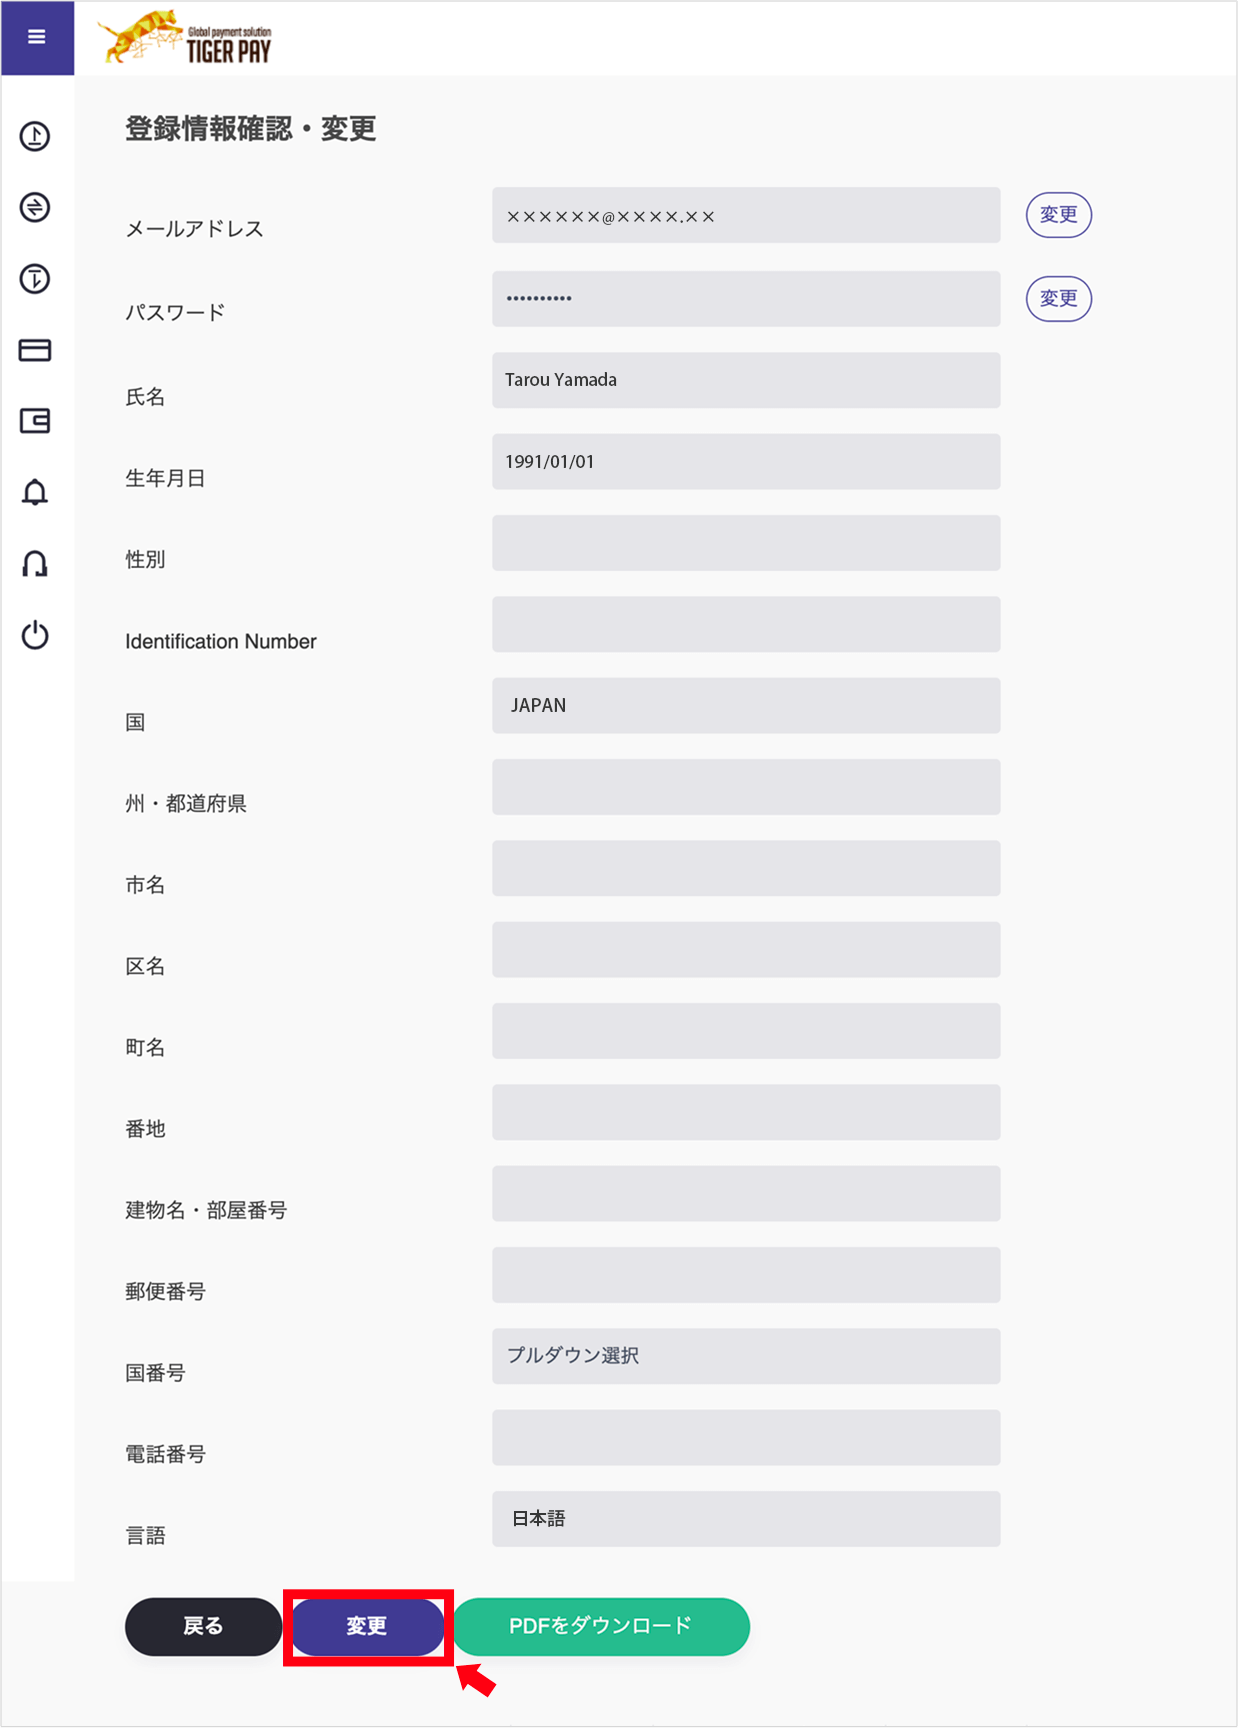 Global payment solution
TIGER PAY
登録情報確認・変更
メールアドレス
××××××@××××.××
変更
パスワード
••••••••••
変更
氏名
Tarou Yamada
生年月日
1991/01/01
性別
Identification Number
国
JAPAN
州・都道府県
市名
区名
町名
番地
建物名・部屋番号
郵便番号
国番号
プルダウン選択
電話番号
言語
日本語
戻る
変更
PDFをダウンロード